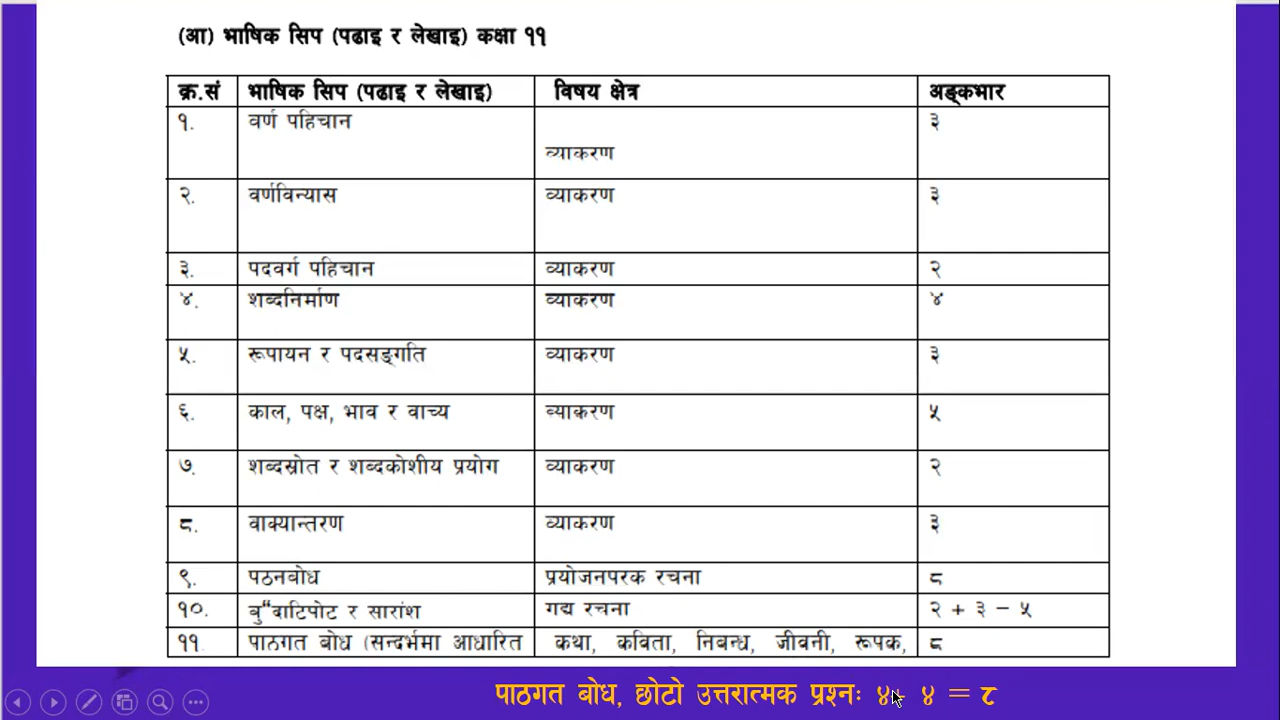 (आ) भाषिक सिप (पढाइ र लेखाइ) कक्षा ११
क्र.सं भाषिक सिप (पढाइ र लेखाइ) विषय क्षेत्र अङ्कभार
१. वर्ण पहिचान व्याकरण ३
२. वर्णविन्यास व्याकरण ३
३. पदवर्ग पहिचान व्याकरण २
४. शब्दनिर्माण व्याकरण ४
५. रूपायन र पदसङ्गति व्याकरण ३
६. काल, पक्ष, भाव र वाच्य व्याकरण ५
७. शब्दस्रोत र शब्दकोशीय प्रयोग व्याकरण २
८. वाक्यान्तरण व्याकरण ३
९. पठनबोध प्रयोजनपरक रचना ८
१०. बु“दाटिपोट र सारांश गद्य रचना २ + ३ – ५
११. पाठगत बोध (सन्दर्भमा आधारित कथा, कविता, निबन्ध, जीवनी, रूपक, ८
पाठगत बोध, छोटो उत्तरात्मक प्रश्नः ४+ ४ = ८